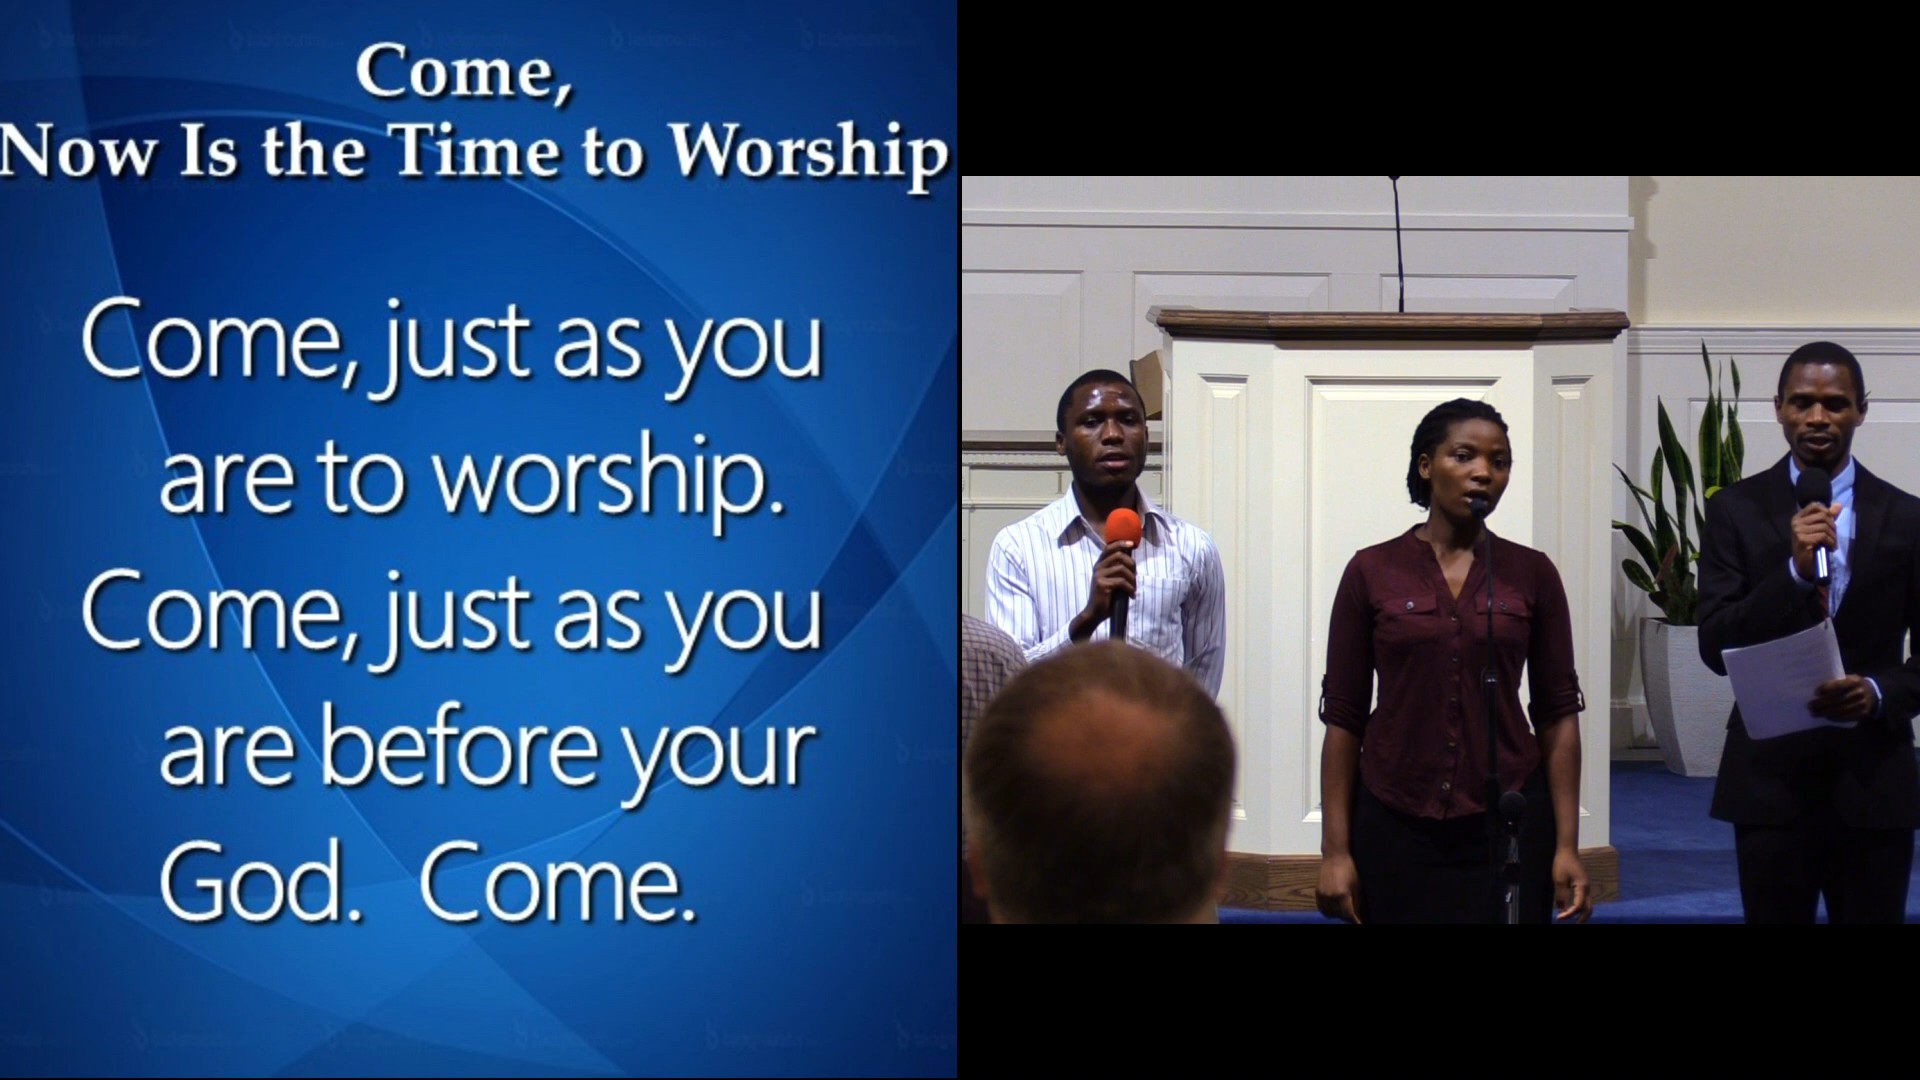 Come,
Now Is the Time to Worship
Come, just as you
are to worship.
Come, just as you
are before your
God. Come.